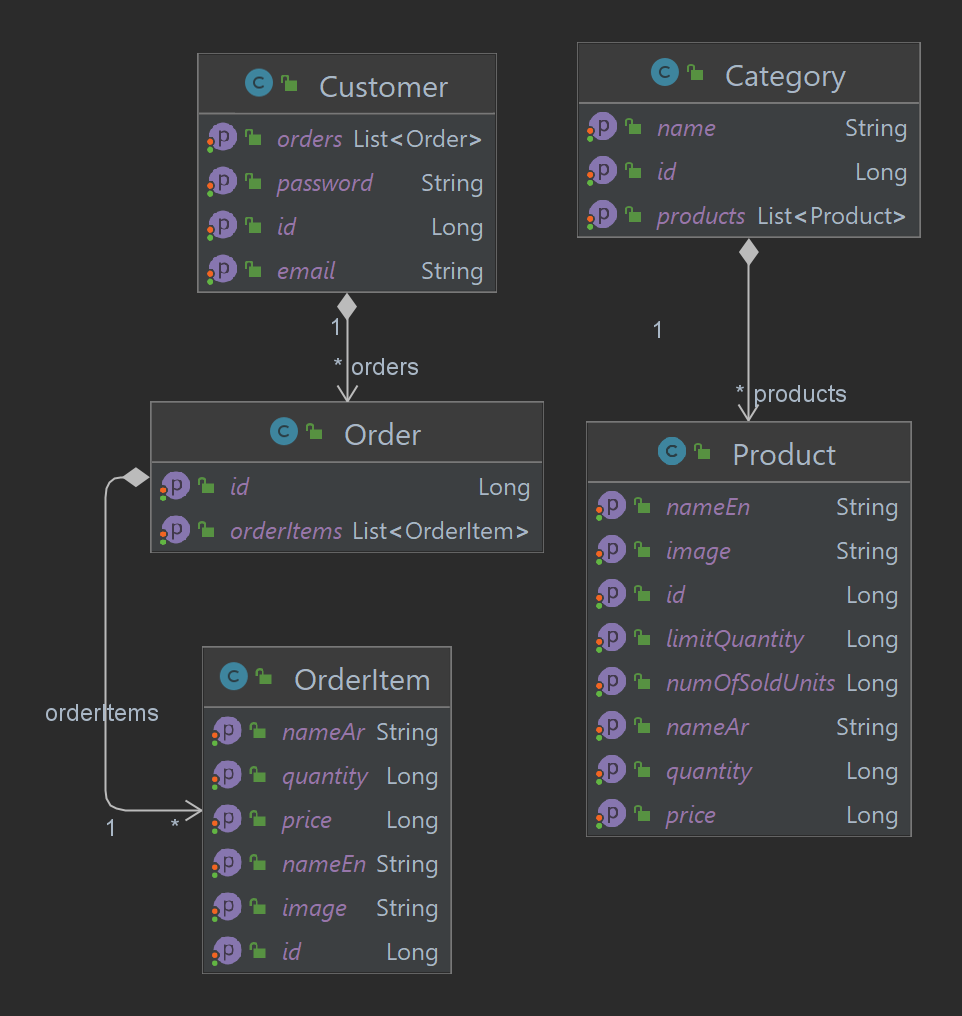 Customer
orders List<Order>
password String
id Long
email String
1
* orders
Order
id Long
orderItems List<OrderItem>
orderItems
1 *
OrderItem
nameAr String
quantity Long
price Long
nameEn String
image String
id Long
Category
name String
id Long
products List<Product>
1
* products
Product
nameEn String
image String
id Long
limitQuantity Long
numOfSoldUnits Long
nameAr String
quantity Long
price Long